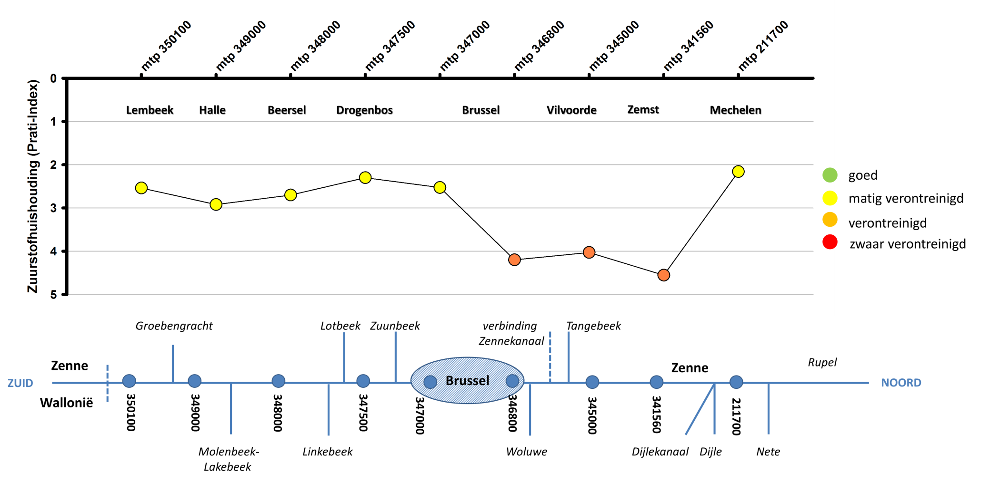 mtp 350100
mtp 349000
mtp 348000
mtp 347500
mtp 347000
mtp 346800
mtp 345000
mtp 341560
mtp 211700
Zuurstofhuishouding (Prati-Index)
0
1
2
3
4
5
Lembeek Halle Beersel Drogenbos Brussel Vilvoorde Zemst Mechelen
goed
matig verontreinigd
verontreinigd
zwaar verontreinigd
Groebengracht Lotbeek Zuunbeek verbinding Tangebeek
Zennekanaal
Zenne Zenne Rupel
ZUID Brussel NOORD
Wallonië
350100
349000
348000
347500
347000
346800
345000
341560
211700
Molenbeek- Linkebeek Woluwe Dijlekanaal Dijle Nete
Lakebeek